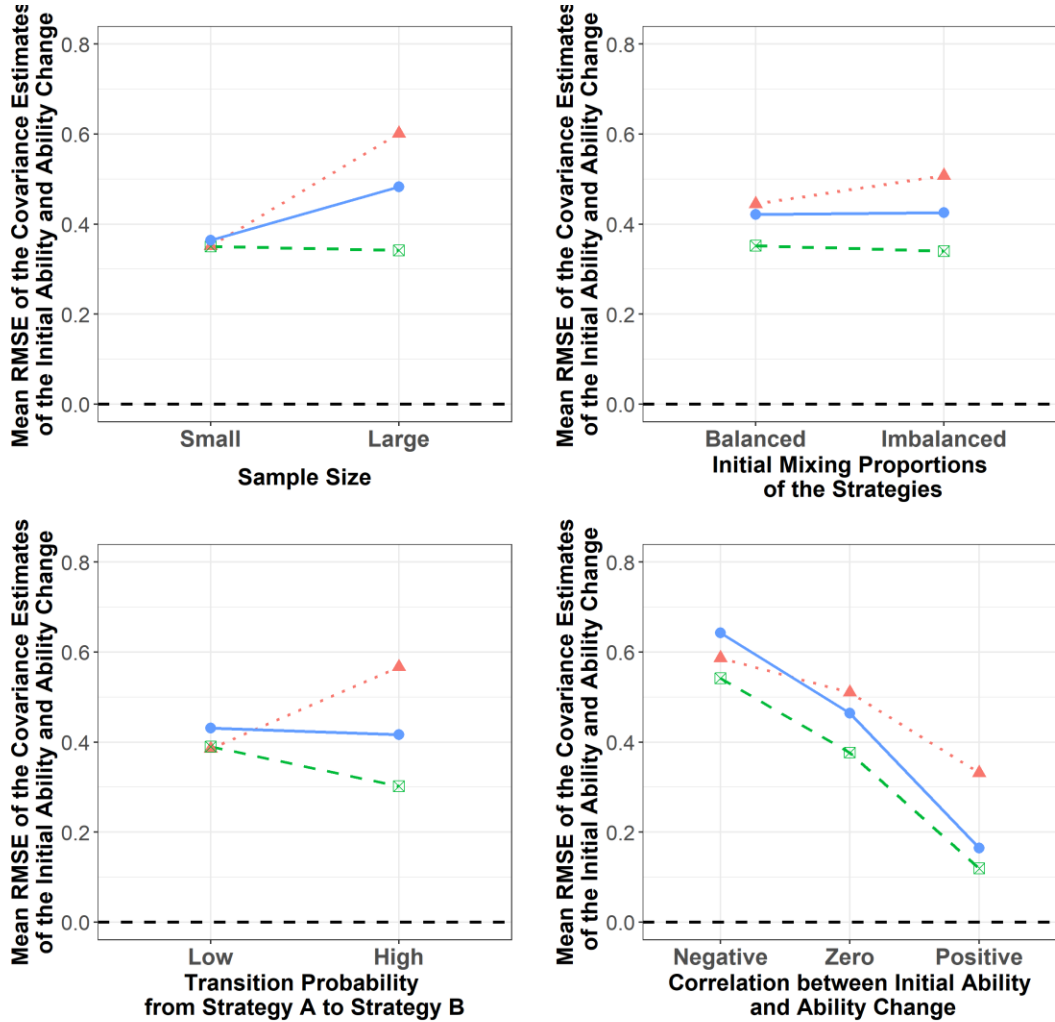 Mean RMSE of the Covariance Estimates
of the Initial Ability and Ability Change
0.8
0.6
0.4
0.2
0.0
Small Large
Sample Size
Mean RMSE of the Covariance Estimates
of the Initial Ability and Ability Change
0.8
0.6
0.4
0.2
0.0
Balanced Imbalanced
Initial Mixing Proportions
of the Strategies
Mean RMSE of the Covariance Estimates
of the Initial Ability and Ability Change
0.8
0.6
0.4
0.2
0.0
Low High
Transition Probability
from Strategy A to Strategy B
Mean RMSE of the Covariance Estimates
of the Initial Ability and Ability Change
0.8
0.6
0.4
0.2
0.0
Negative Zero Positive
Correlation between Initial Ability
and Ability Change